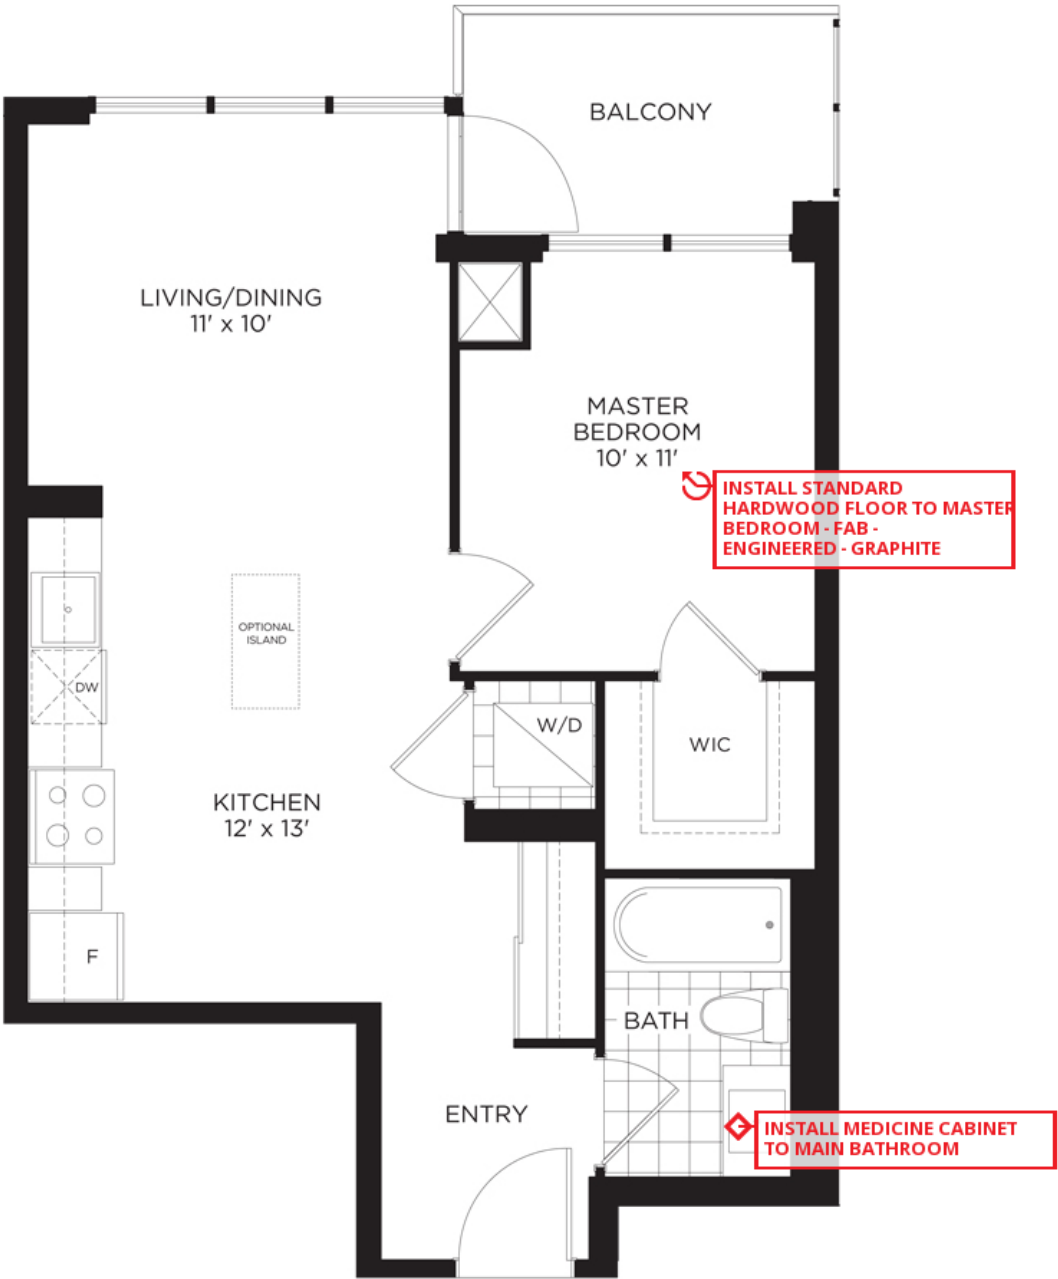 BALCONY
LIVING/DINING
11' x 10'
MASTER
BEDROOM
10' x 11'
INSTALL STANDARD
HARDWOOD FLOOR TO MASTER
BEDROOM - FAB -
ENGINEERED - GRAPHITE
OPTIONAL
ISLAND
DW
W/D
WIC
KITCHEN
12' x 13'
F
BATH
ENTRY
INSTALL MEDICINE CABINET
TO MAIN BATHROOM